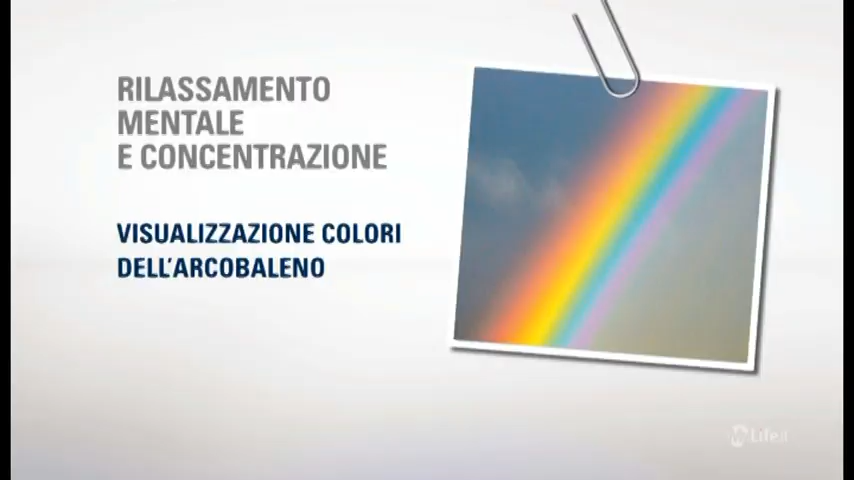 RILASSAMENTO
MENTALE
E CONCENTRAZIONE
VISUALIZZAZIONE COLORI
DELL'ARCOBALENO